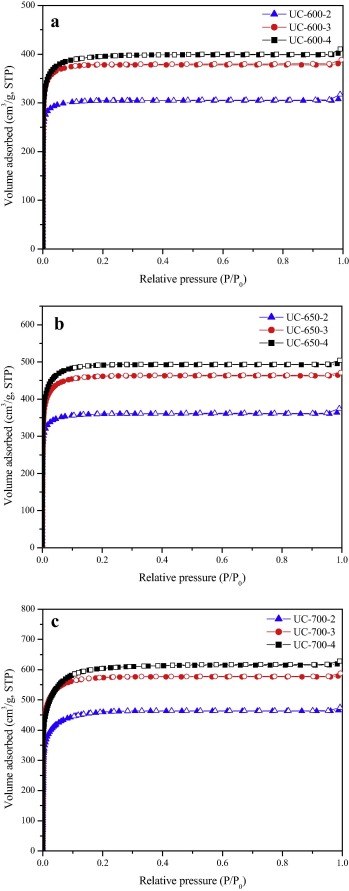 a
UC-600-2
UC-600-3
UC-600-4
500
400
300
200
100
0
Volume adsorbed (cm³/g, STP)
0.0 0.2 0.4 0.6 0.8 1.0
Relative pressure (P/P₀)
b
UC-650-2
UC-650-3
UC-650-4
600
500
400
300
200
100
0
Volume adsorbed (cm³/g, STP)
0.0 0.2 0.4 0.6 0.8 1.0
Relative pressure (P/P₀)
c
UC-700-2
UC-700-3
UC-700-4
800
700
600
500
400
300
200
100
0
Volume adsorbed (cm³/g, STP)
0.0 0.2 0.4 0.6 0.8 1.0
Relative pressure (P/P₀)